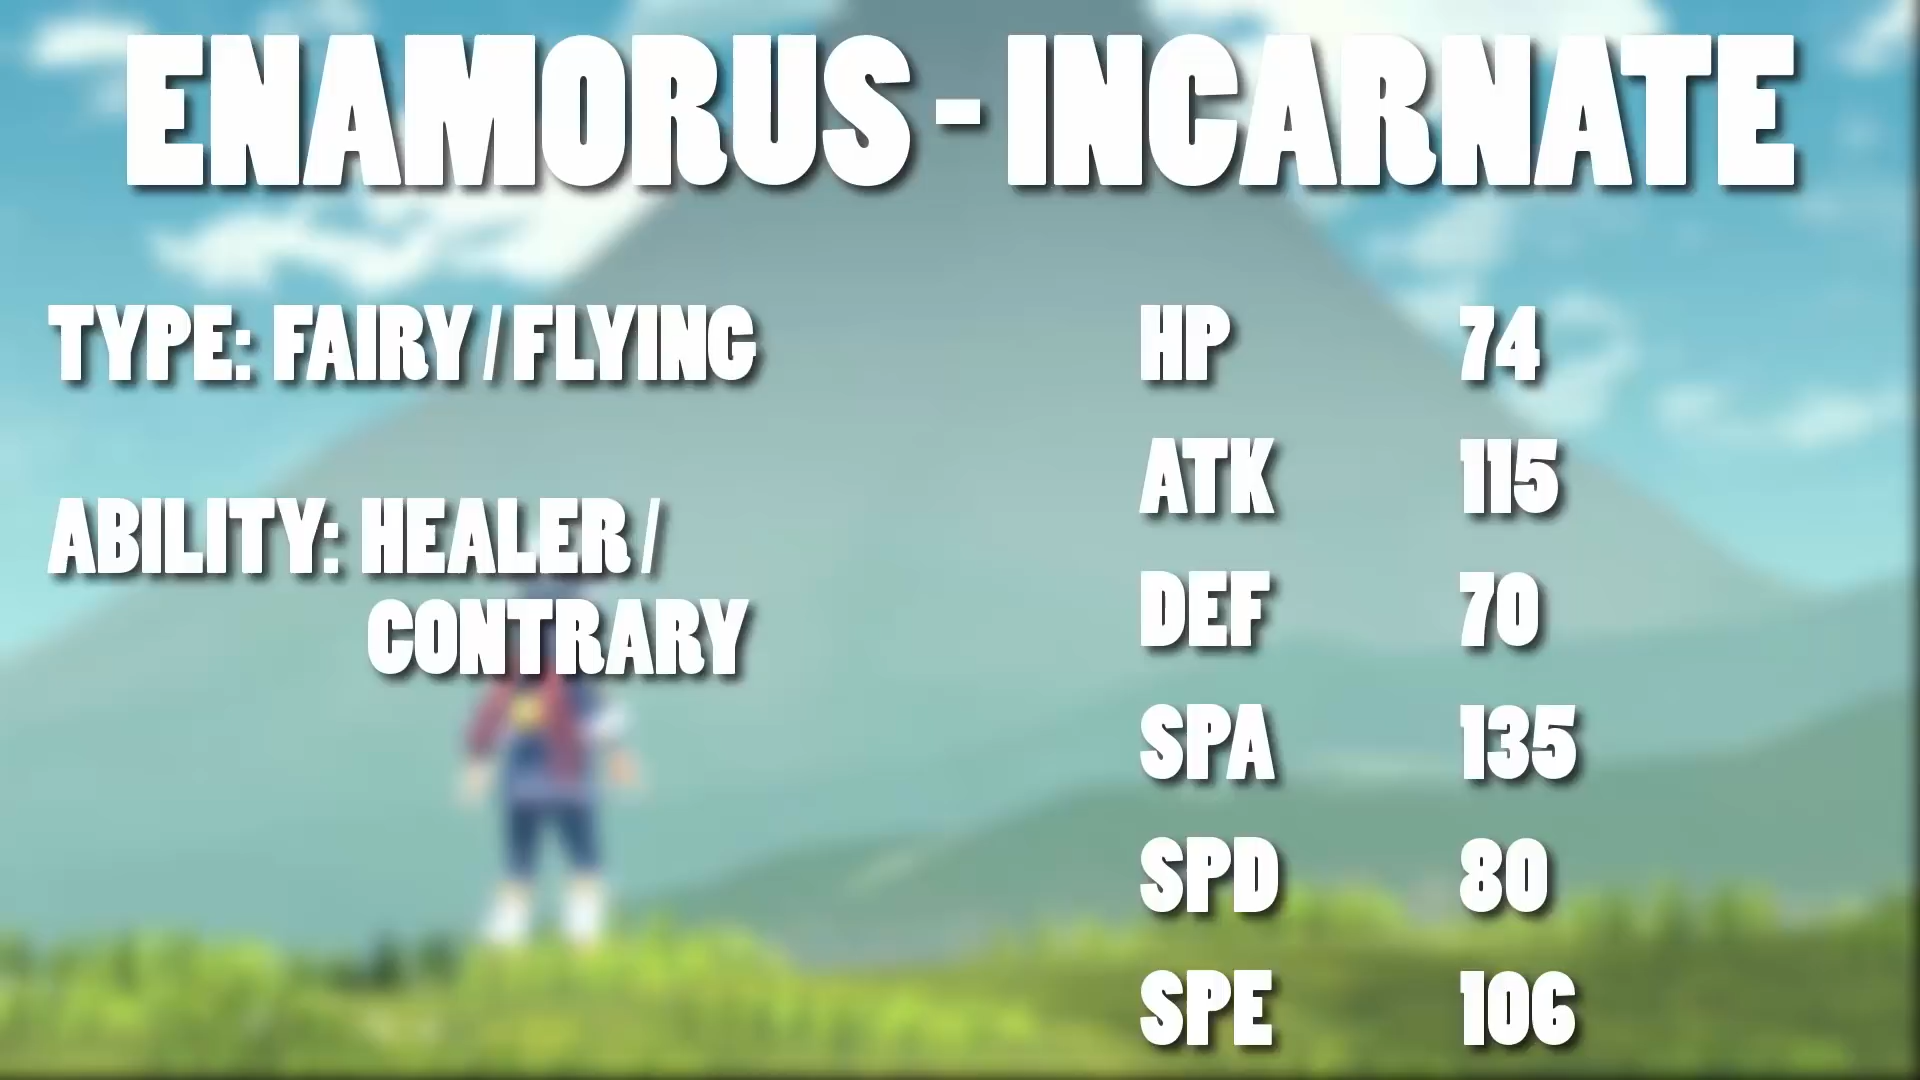 ENAMORUS - INCARNATE
TYPE: FAIRY / FLYING
ABILITY: HEALER /
CONTRARY
HP 74
ATK 115
DEF 70
SPA 135
SPD 80
SPE 106